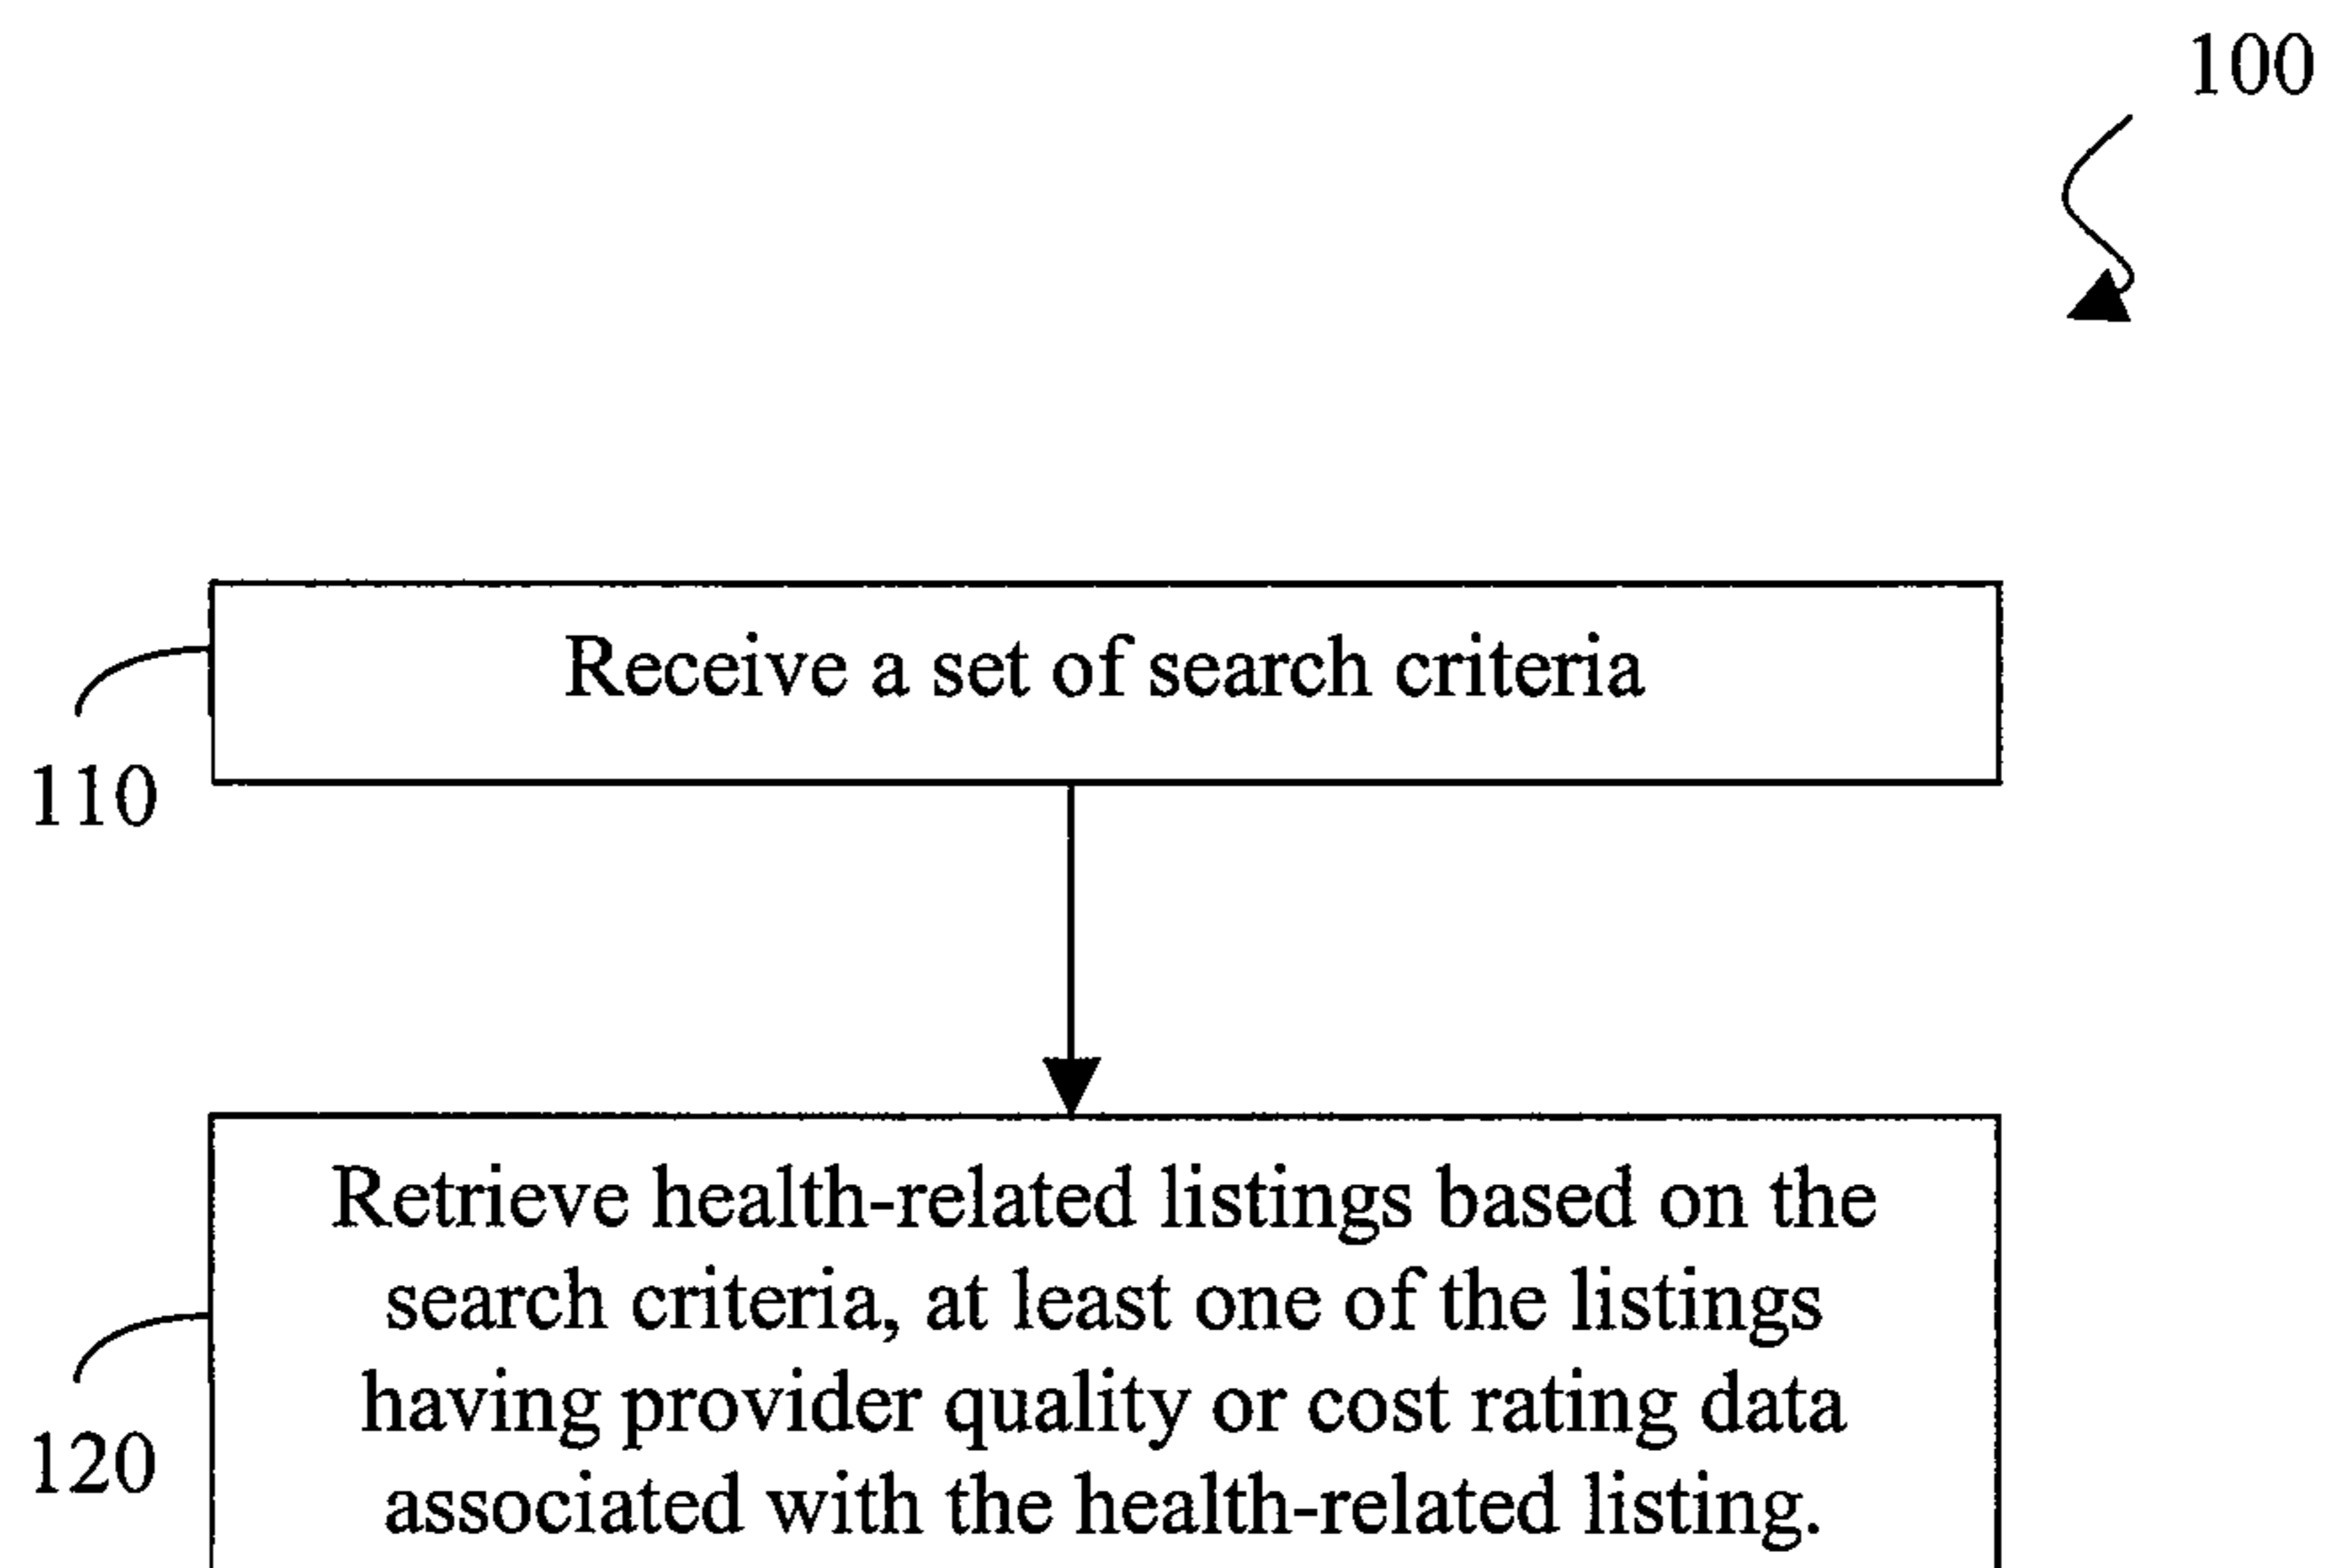 100
Receive a set of search criteria
110
Retrieve health-related listings based on the
search criteria, at least one of the listings
having provider quality or cost rating data
associated with the health-related listing.
120